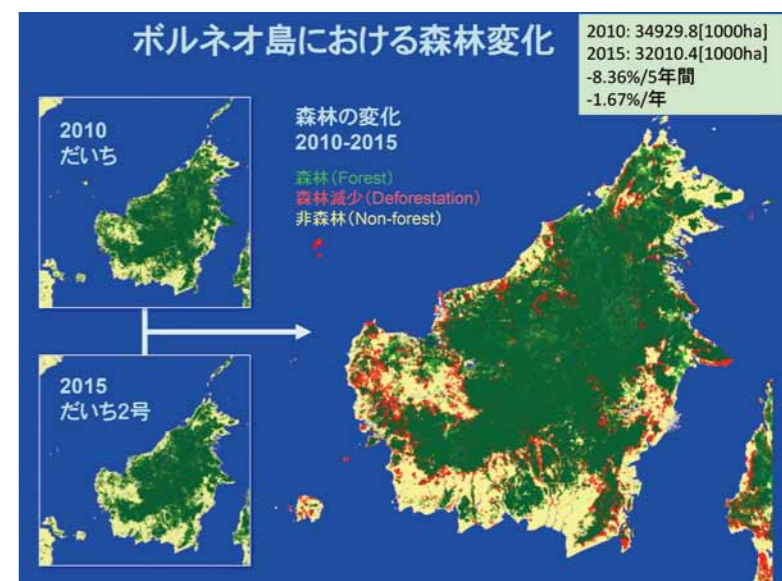 ボルネオ島における森林変化
2010: 34929.8[1000ha]
2015: 32010.4[1000ha]
-8.36%/5年間
-1.67%/年
2010
だいち
森林の変化
2010-2015
森林(Forest)
森林減少(Deforestation)
非森林(Non-forest)
2015
だいち2号